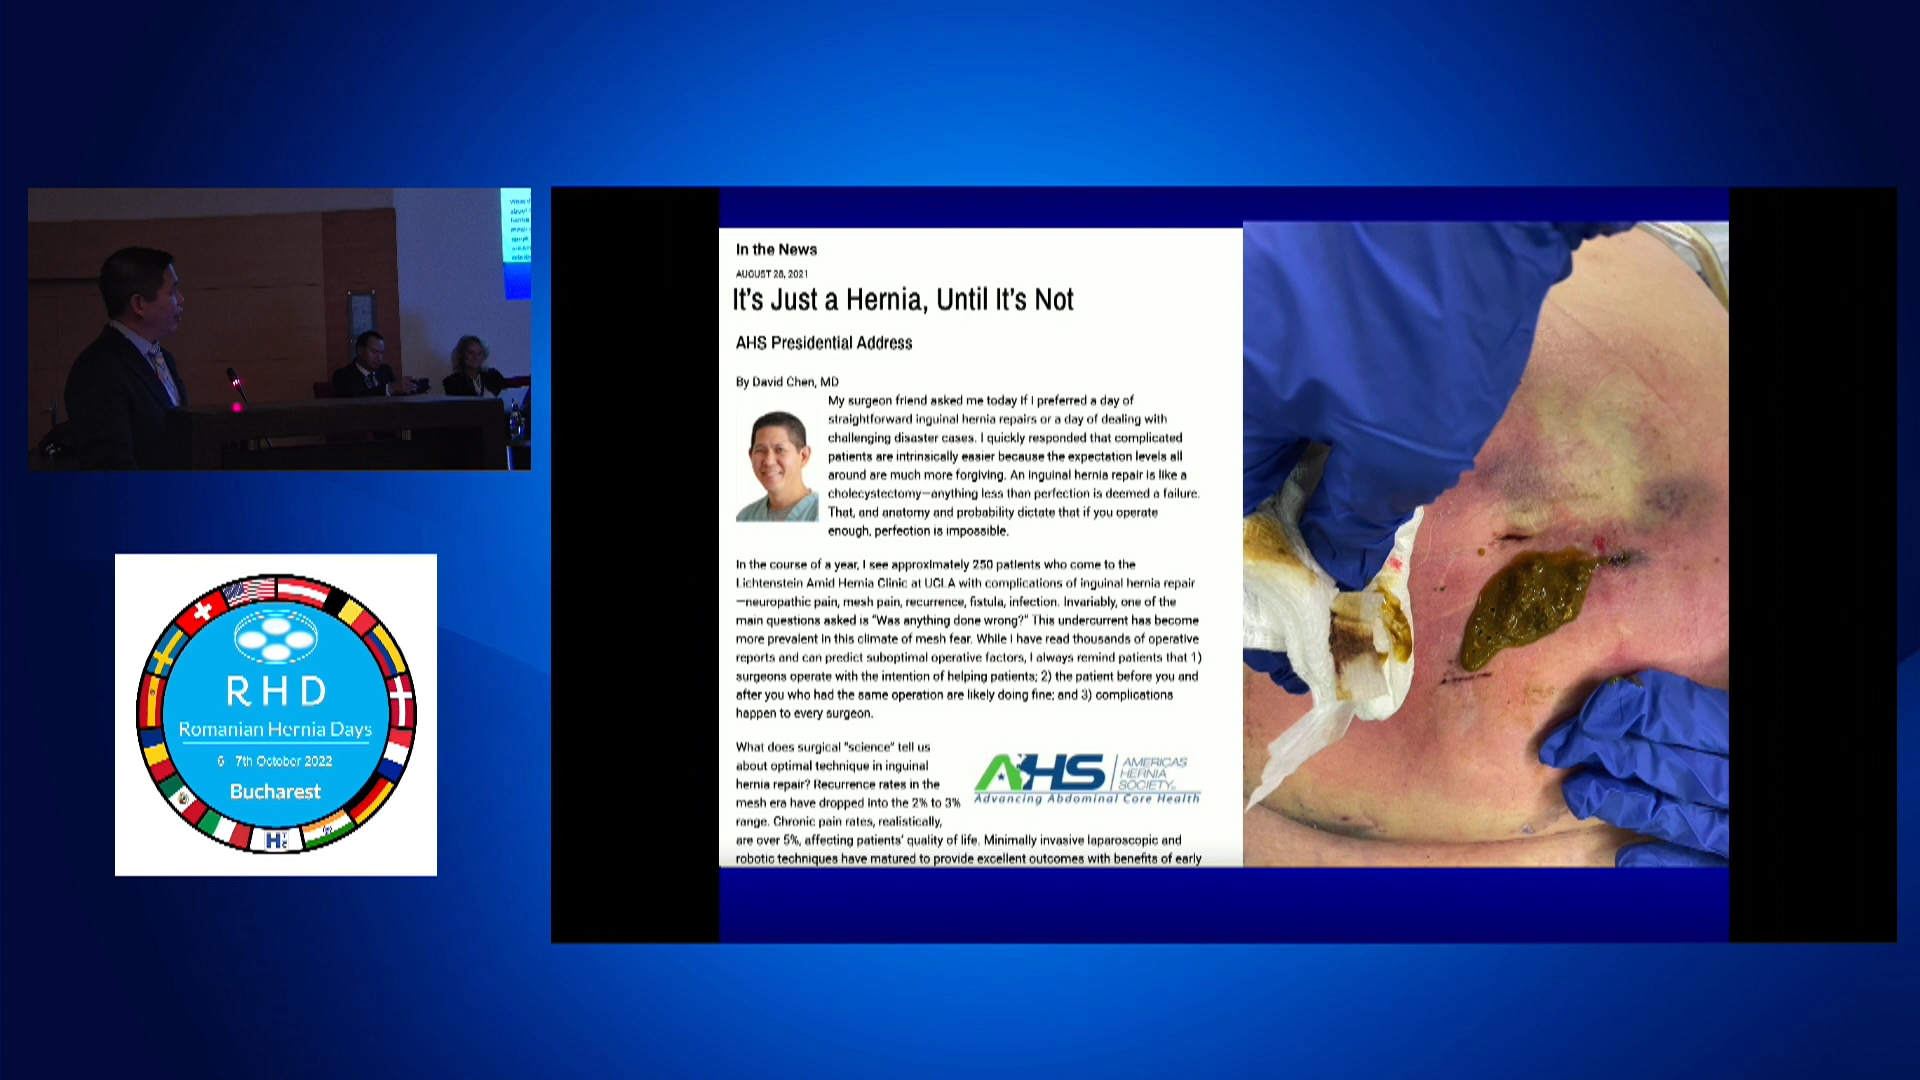 In the News
AUGUST 28, 2021
It's Just a Hernia, Until It's Not
AHS Presidential Address
By David Chen, MD
My surgeon friend asked me today if I preferred a day of
straightforward inguinal hernia repairs or a day of dealing with
challenging disaster cases. I quickly responded that complicated
patients are intrinsically easier because the expectation levels all
around are much more forgiving. An inguinal hernia repair is like a
cholecystectomy—anything less than perfection is deemed a failure.
That, and anatomy and probability dictate that if you operate
enough, perfection is impossible.
In the course of a year, I see approximately 250 patients who come to the
Lichtenstein Amid Hernia Clinic at UCLA with complications of inguinal hernia repair
—neuropathic pain, mesh pain, recurrence, fistula, infection. Invariably, one of the
main questions asked is "Was anything done wrong?" This undercurrent has become
more prevalent in this climate of mesh fear. While I have read thousands of operative
reports and can predict suboptimal operative factors, I always remind patients that 1)
surgeons operate with the intention of helping patients; 2) the patient before you and
after you who had the same operation are likely doing fine; and 3) complications
happen to every surgeon.
What does surgical "science" tell us
about optimal technique in inguinal
hernia repair? Recurrence rates in the
mesh era have dropped into the 2% to 3%
range. Chronic pain rates, realistically,
are over 5%, affecting patients' quality of life. Minimally invasive laparoscopic and
robotic techniques have matured to provide excellent outcomes with benefits of early
AHS
AMERICAS
HERNIA
SOCIETY
Advancing Abdominal Core Health
RHD
Romanian Hernia Days
6 - 7th October 2022
Bucharest